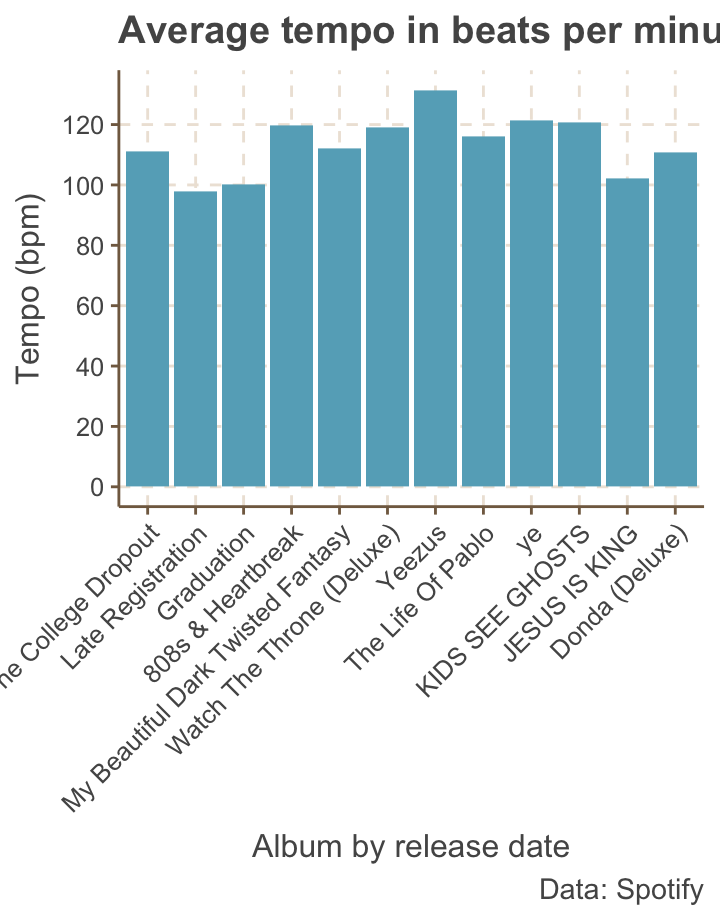 Average tempo in beats per minu
Tempo (bpm)
120
100
80
60
40
20
0
ne College Dropout
Late Registration
Graduation
808s & Heartbreak
My Beautiful Dark Twisted Fantasy
Watch The Throne (Deluxe)
Yeezus
The Life Of Pablo
ye
KIDS SEE GHOSTS
JESUS IS KING
Donda (Deluxe)
Album by release date
Data: Spotify